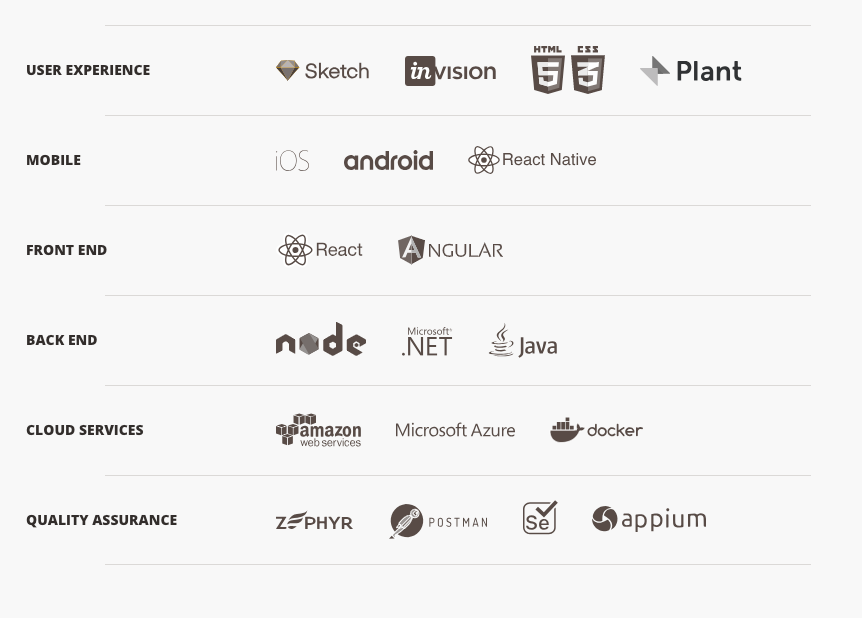 USER EXPERIENCE
Sketch
invision
HTML
5
CSS
3
Plant
MOBILE
iOS
android
React Native
FRONT END
React
ANGULAR
BACK END
node
Microsoft®
.NET
Java
CLOUD SERVICES
amazon
web services
Microsoft Azure
docker
QUALITY ASSURANCE
ZEPHYR
POSTMAN
Se
appium